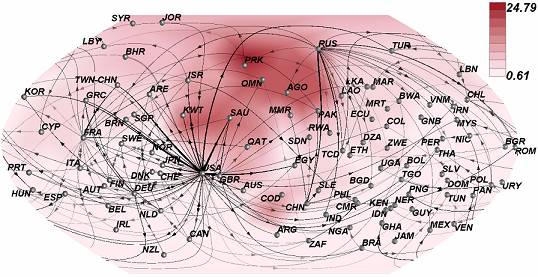 SYR JOR 24.79
LBY RUS TUR
BHR PRK
TWN-CHN ISR OMN LKA MAR LBN 0.61
KOR GRC ARE AGO LAO
KWT SAU MMR PAK ECU MRT BWA VNM CHL
CYP FRA BRN SGP RWA COL GNB IRN MYS
SWE QAT SDN DZA ZWE PER NIC BGR
NGR JPN EGY TCD ETH THA ROM
PRT ITA DNK CHE USA GBR UGA BOL SLV
HUN ESP AUT FIN DEU AUS SLE BGD TGO DOM POL URY
COD PHL PNG PAN
BEL NLD CHN CMR KEN NER TUN
IRL IND IDN GUY
NZL CAN ARG NGA GHA MEX VEN
ZAF BRA JAM